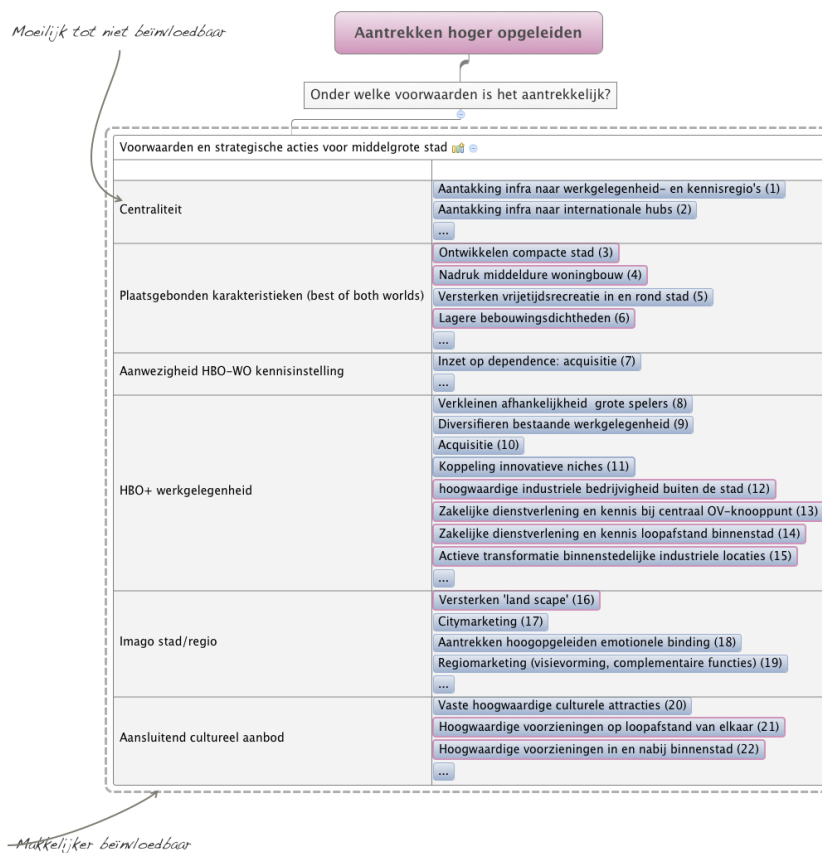 Moeilijk tot niet beïnvloedbaar
Aantrekken hoger opgeleiden
Onder welke voorwaarden is het aantrekkelijk?
Voorwaarden en strategische acties voor middelgrote stad
Centraliteit
Aantakking infra naar werkgelegenheid- en kennisregio's (1)
Aantakking infra naar internationale hubs (2)
...
Plaatsgebonden karakteristieken (best of both worlds)
Ontwikkelen compacte stad (3)
Nadruk middeldure woningbouw (4)
Versterken vrijetijdsrecreatie in en rond stad (5)
Lagere bebouwingsdichtheden (6)
...
Aanwezigheid HBO-WO kennisinstelling
Inzet op dependence: acquisitie (7)
...
HBO+ werkgelegenheid
Verkleinen afhankelijkheid grote spelers (8)
Diversifieren bestaande werkgelegenheid (9)
Acquisitie (10)
Koppeling innovatieve niches (11)
hoogwaardige industriele bedrijvigheid buiten de stad (12)
Zakelijke dienstverlening en kennis bij centraal OV-knooppunt (13)
Zakelijke dienstverlening en kennis loopafstand binnenstad (14)
Actieve transformatie binnenstedelijke industriele locaties (15)
...
Imago stad/regio
Versterken 'land scape' (16)
Citymarketing (17)
Aantrekken hoogopgeleiden emotionele binding (18)
Regiomarketing (visievorming, complementaire functies) (19)
...
Aansluitend cultureel aanbod
Vaste hoogwaardige culturele attracties (20)
Hoogwaardige voorzieningen op loopafstand van elkaar (21)
Hoogwaardige voorzieningen in en nabij binnenstad (22)
...
Makkelijker beïnvloedbaar